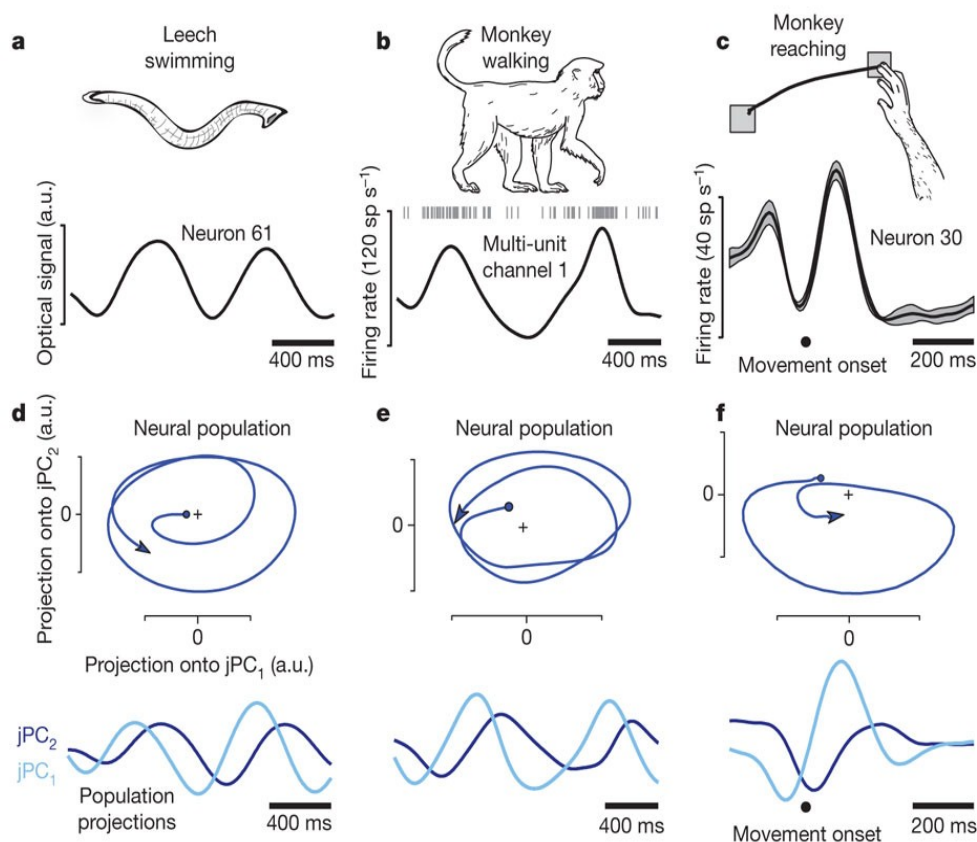 a
Leech
swimming
Optical signal (a.u.)
Neuron 61
400 ms
b
Monkey
walking
Firing rate (120 sp s⁻¹)
Multi-unit
channel 1
400 ms
c
Monkey
reaching
Firing rate (40 sp s⁻¹)
Neuron 30
Movement onset
200 ms
d
Neural population
Projection onto jPC₂ (a.u.)
0
0
Projection onto jPC₁ (a.u.)
jPC₂
jPC₁
Population
projections
400 ms
e
Neural population
0
0
400 ms
f
Neural population
0
0
Movement onset
200 ms